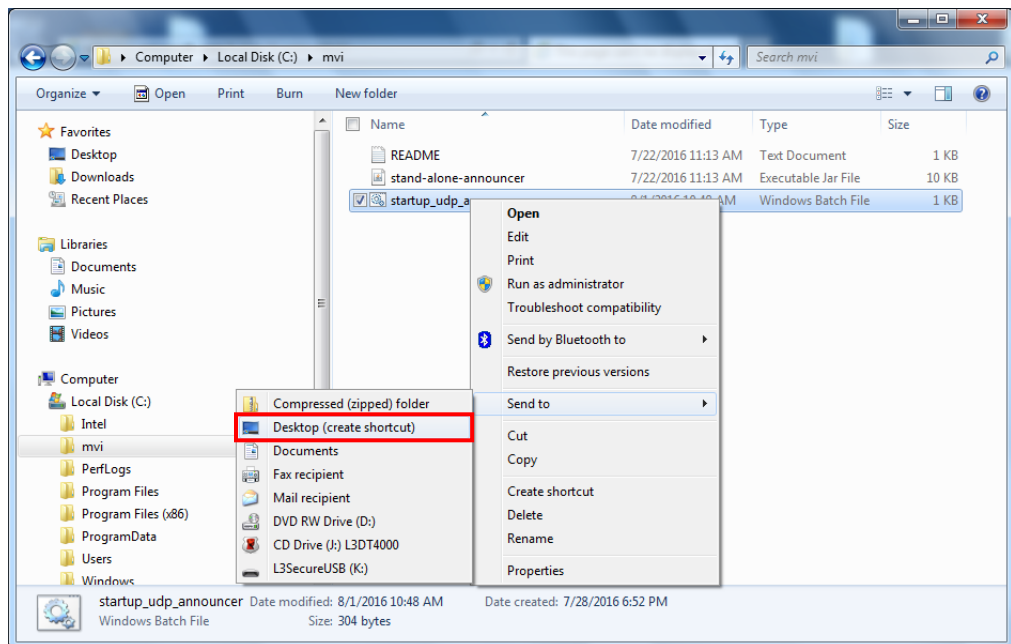 Computer Local Disk (C:) mvi
Search mvi
Organize Open Print Burn New folder
Name Date modified Type Size
README 7/22/2016 11:13 AM Text Document 1 KB
stand-alone-announcer 7/22/2016 11:13 AM Executable Jar File 10 KB
startup_udp_a 8/1/2016 10:48 AM Windows Batch File 1 KB
Favorites
Desktop
Downloads
Recent Places
Libraries
Documents
Music
Pictures
Videos
Computer
Local Disk (C:)
Intel
mvi
PerfLogs
Program Files
Program Files (x86)
ProgramData
Users
Windows
Open
Edit
Print
Run as administrator
Troubleshoot compatibility
Send by Bluetooth to
Restore previous versions
Send to
Cut
Copy
Create shortcut
Delete
Rename
Properties
Compressed (zipped) folder
Desktop (create shortcut)
Documents
Fax recipient
Mail recipient
DVD RW Drive (D:)
CD Drive (J:) L3DT4000
L3SecureUSB (K:)
startup_udp_announcer Date modified: 8/1/2016 10:48 AM Date created: 7/28/2016 6:52 PM
Windows Batch File Size: 304 bytes